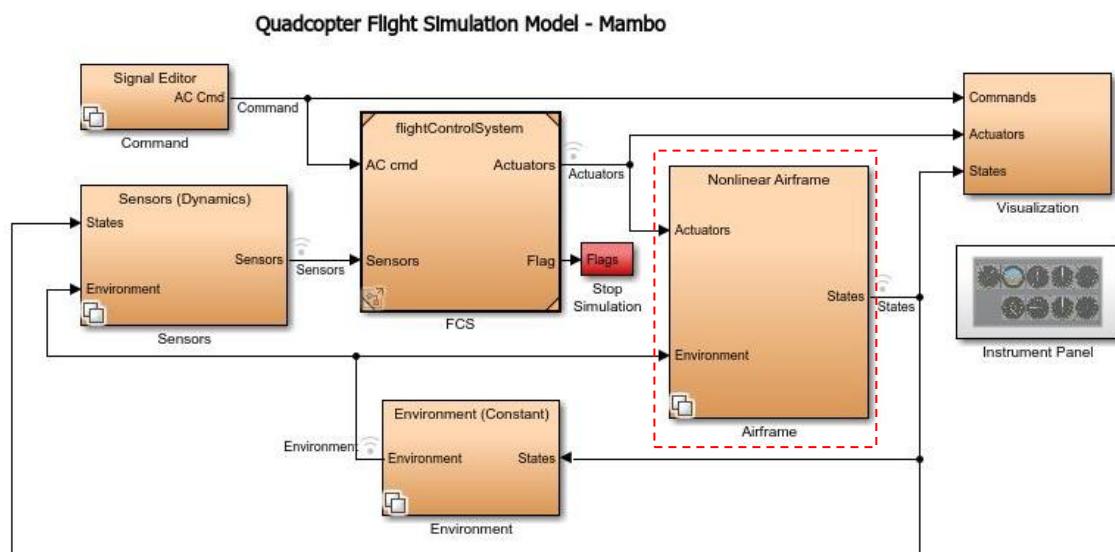 Quadcopter Flight Simulation Model - Mambo
Signal Editor
AC Cmd
Command
Command
flightControlSystem
AC cmd
Actuators
Actuators
Sensors
Flag
FCS
Flags
Stop
Simulation
Sensors (Dynamics)
States
Sensors
Sensors
Environment
Sensors
Nonlinear Airframe
Actuators
States
States
Environment
Airframe
Commands
Actuators
States
Visualization
Instrument Panel
Environment (Constant)
Environment
Environment
States
Environment